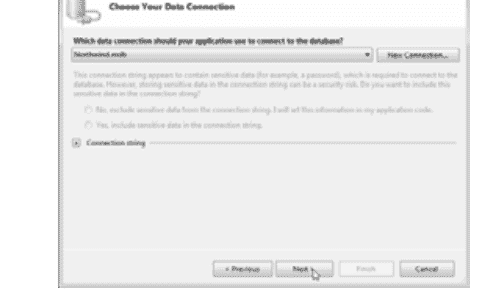 Choose Your Data Connection
Which data connection should your application use to connect to the database?
Northwind.mdb
New Connection...
This connection string appears to contain sensitive data (for example, a password), which is required to connect to the
database. However, storing sensitive data in the connection string can be a security risk. Do you want to include this
sensitive data in the connection string?
No, exclude sensitive data from the connection string. I will set this information in my application code.
Yes, include sensitive data in the connection string.
+ Connection string
< Previous Next > Finish Cancel